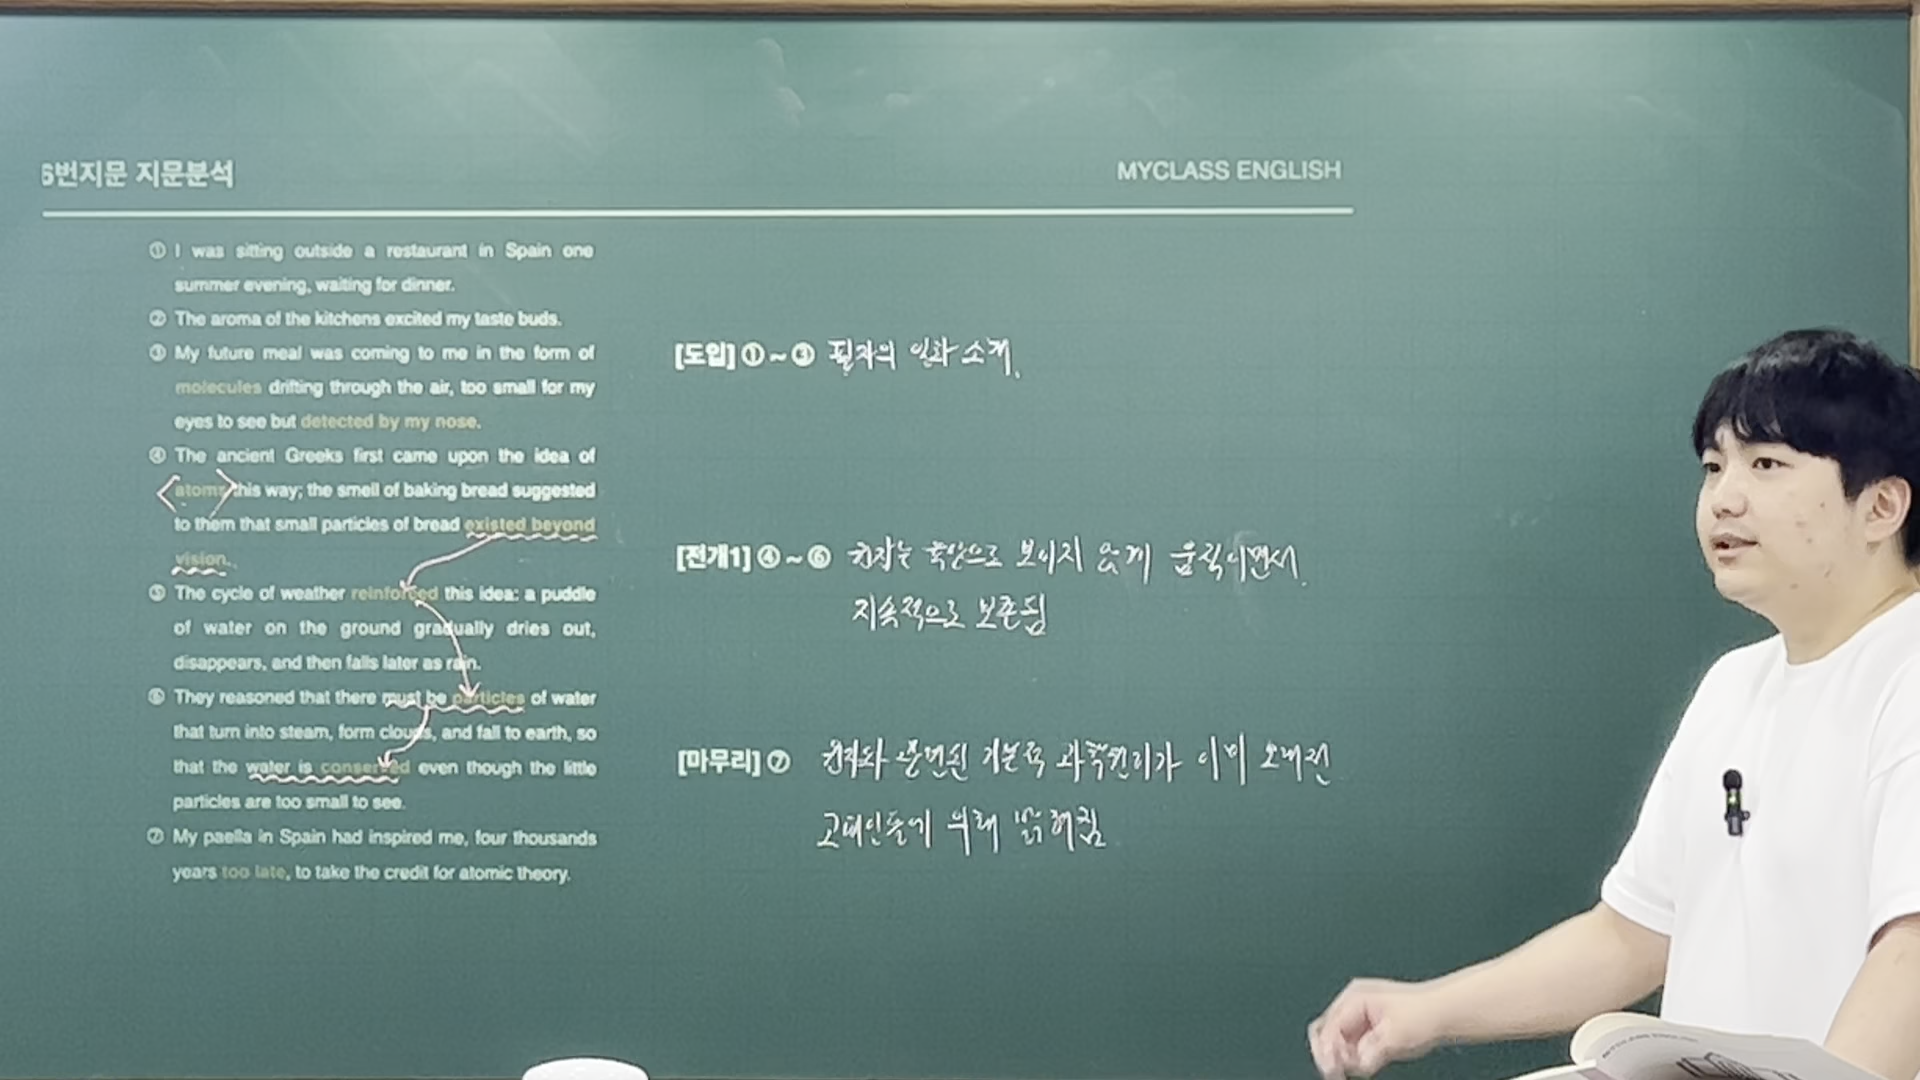 6번지문 지문분석
MYCLASS ENGLISH
① I was sitting outside a restaurant in Spain one
summer evening, waiting for dinner.
② The aroma of the kitchens excited my taste buds.
③ My future meal was coming to me in the form of
molecules drifting through the air, too small for my
eyes to see but detected by my nose.
④ The ancient Greeks first came upon the idea of
atoms this way; the smell of baking bread suggested
to them that small particles of bread existed beyond
vision.
⑤ The cycle of weather reinforced this idea: a puddle
of water on the ground gradually dries out,
disappears, and then falls later as rain.
⑥ They reasoned that there must be particles of water
that turn into steam, form clouds, and fall to earth, so
that the water is conserved even though the little
particles are too small to see.
⑦ My paella in Spain had inspired me, four thousands
years too late, to take the credit for atomic theory.
[도입] ①~③ 필자의 일화 소개.
[전개1] ④~⑥ 원자는 육안으로 보이지 않게 움직이면서
지속적으로 보존됨
[마무리] ⑦ 원자와 관련된 기본적 과학원리가 이미 오래전
고대인들에 의해 밝혀짐